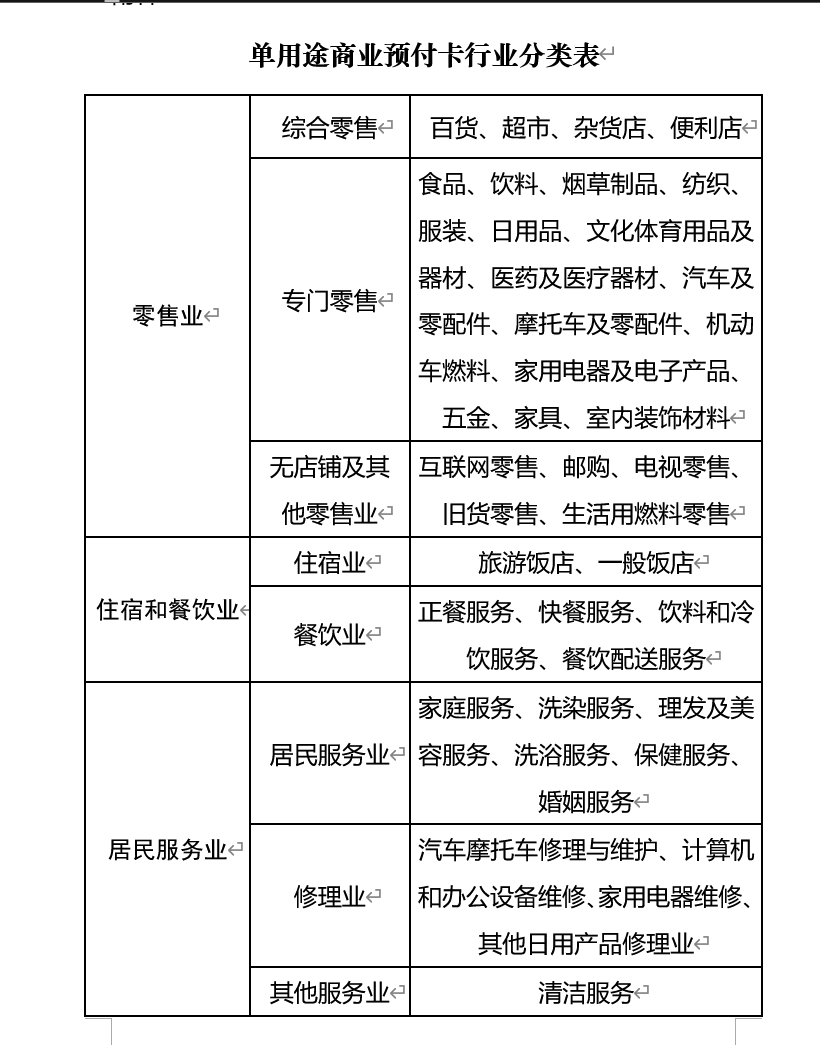 单用途商业预付卡行业分类表
零售业
综合零售
百货、超市、杂货店、便利店
专门零售
食品、饮料、烟草制品、纺织、
服装、日用品、文化体育用品及
器材、医药及医疗器材、汽车及
零配件、摩托车及零配件、机动
车燃料、家用电器及电子产品、
五金、家具、室内装饰材料
无店铺及其
他零售业
互联网零售、邮购、电视零售、
旧货零售、生活用燃料零售
住宿和餐饮业
住宿业
旅游饭店、一般饭店
餐饮业
正餐服务、快餐服务、饮料和冷
饮服务、餐饮配送服务
居民服务业
居民服务业
家庭服务、洗染服务、理发及美
容服务、洗浴服务、保健服务、
婚姻服务
修理业
汽车摩托车修理与维护、计算机
和办公设备维修、家用电器维修、
其他日用产品修理业
其他服务业
清洁服务